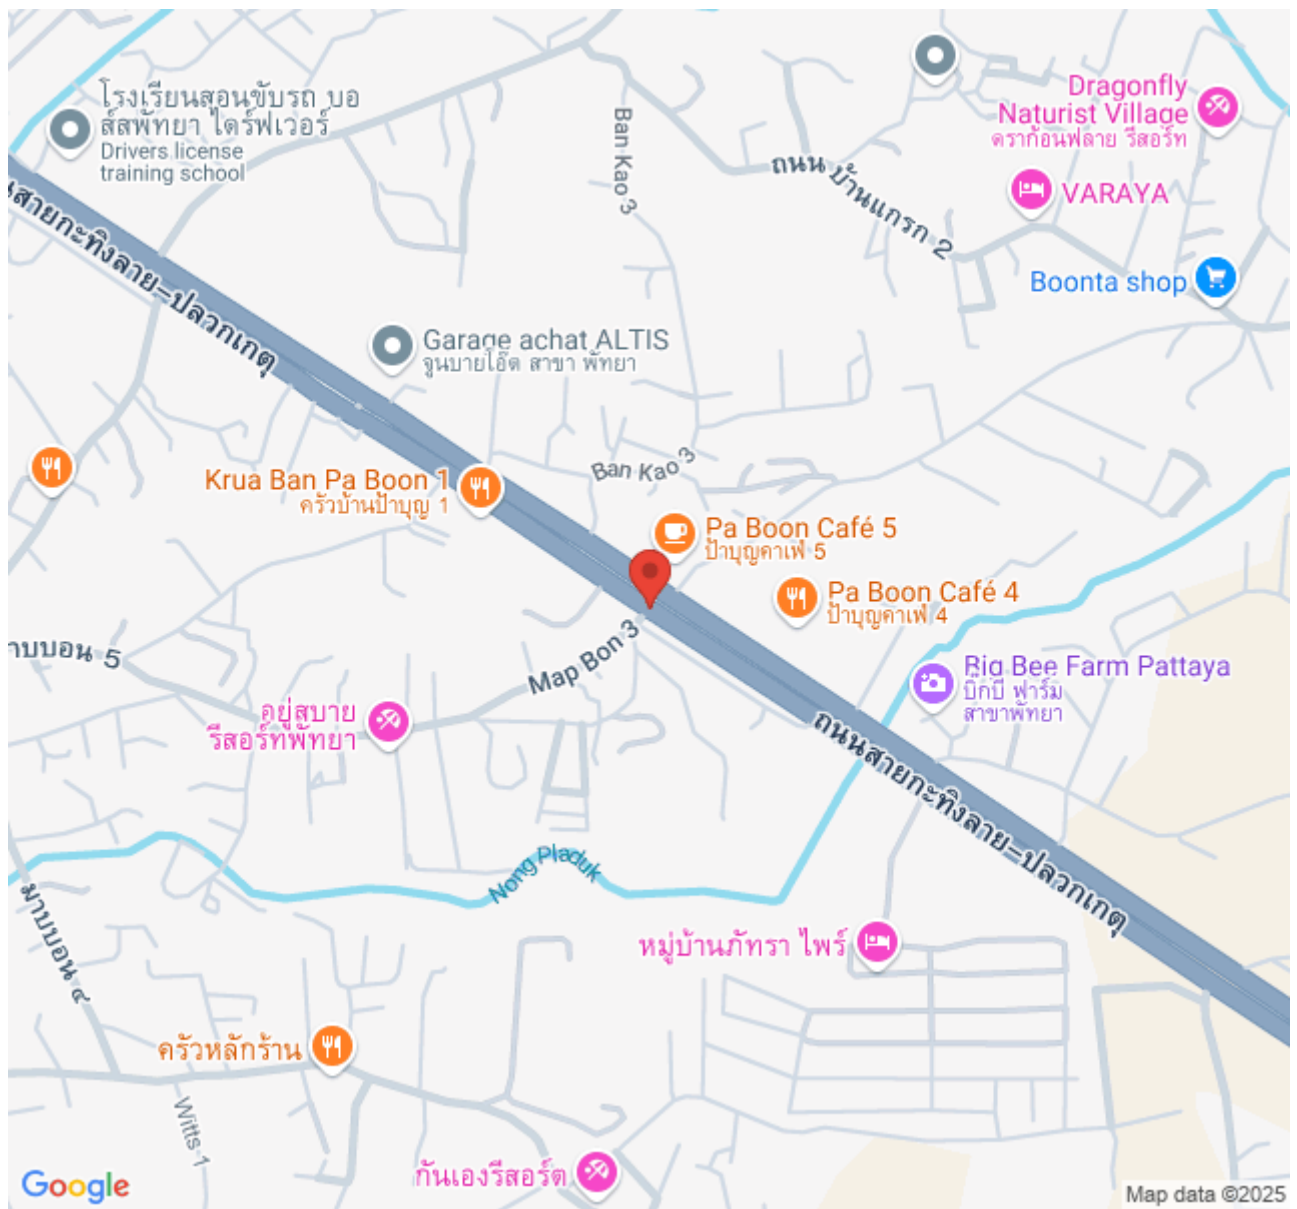 โรงเรียนสอนขับรถ บอ
ส์สพัทยา ไดร์ฟเวอร์
Drivers license
training school
Ban Kao 3
Dragonfly
Naturist Village
ดราก้อนฟลาย รีสอร์ท
ถนน บ้านแกรก 2
VARAYA
Boonta shop
นสายกะทิงลาย-ปลวกเกตุ
Garage achat ALTIS
จูนบายโอ๊ต สาขา พัทยา
Ban Kao 3
Krua Ban Pa Boon 1
ครัวบ้านป้าบุญ 1
Pa Boon Café 5
ป้าบุญคาเฟ่ 5
Pa Boon Café 4
ป้าบุญคาเฟ่ 4
าบบอน 5
Map Bon 3
Big Bee Farm Pattaya
บิ๊กบี ฟาร์ม
สาขาพัทยา
อยู่สบาย
รีสอร์ทพัทยา
ถนนสายกะทิงลาย-ปลวกเกตุ
Nong Pladuk
มาบบอน ๔
หมู่บ้านภัทรา ไพร์
ครัวหลักร้าน
Witts 1
กันเองรีสอร์ต
Google
Map data ©2025